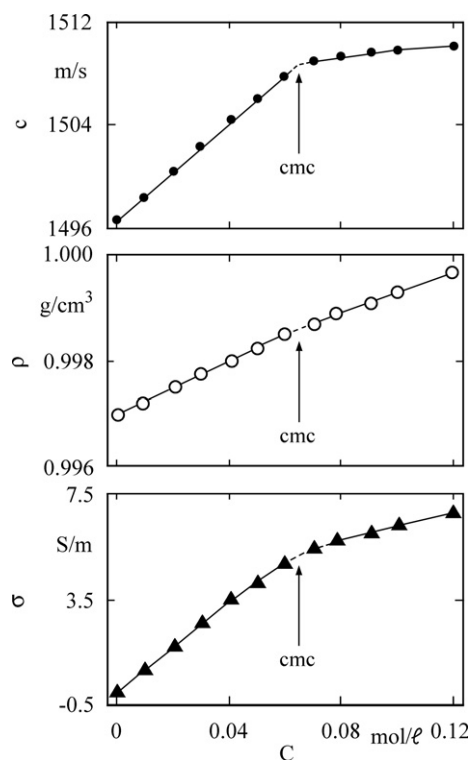 1512
m/s
c
1504
1496
cmc
1.000
g/cm³
ρ
0.998
0.996
cmc
7.5
S/m
σ
3.5
-0.5
cmc
0 0.04 0.08 mol/ℓ 0.12
C